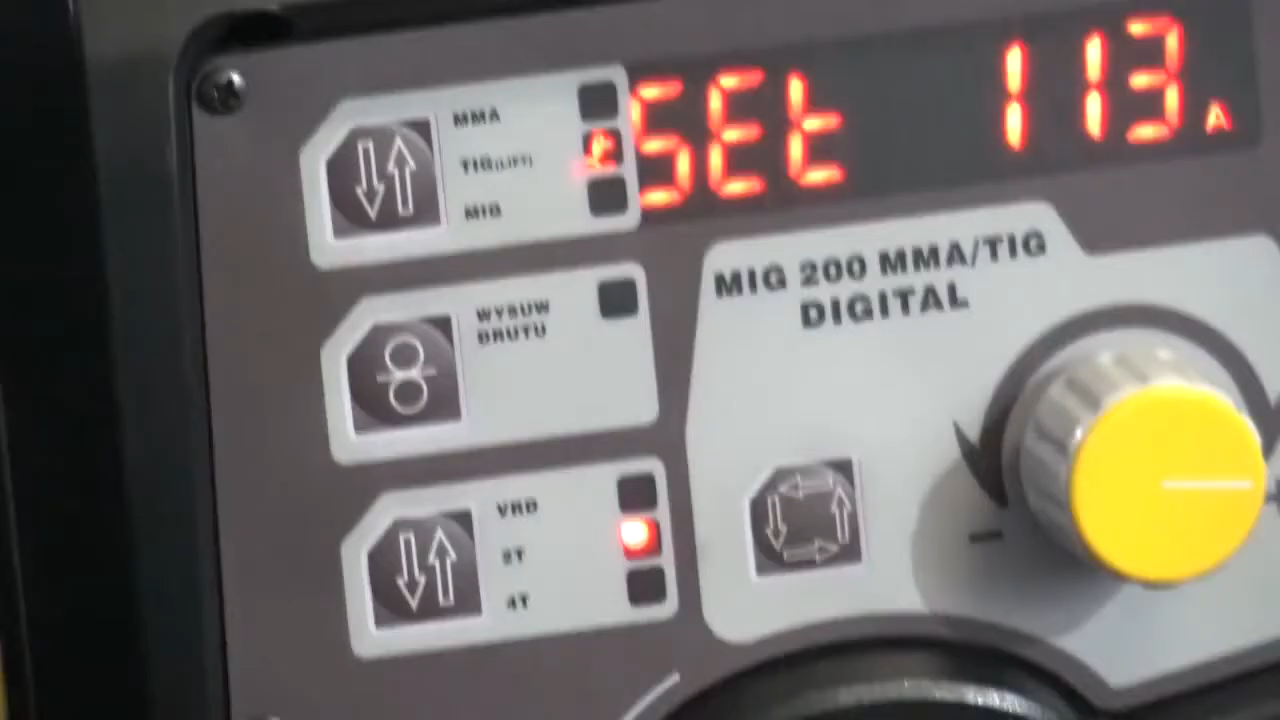 SEt 113 A
MMA
TIG(LIFT)
MIG
WYSUW
DRUTU
VRD
2T
4T
MIG 200 MMA/TIG
DIGITAL